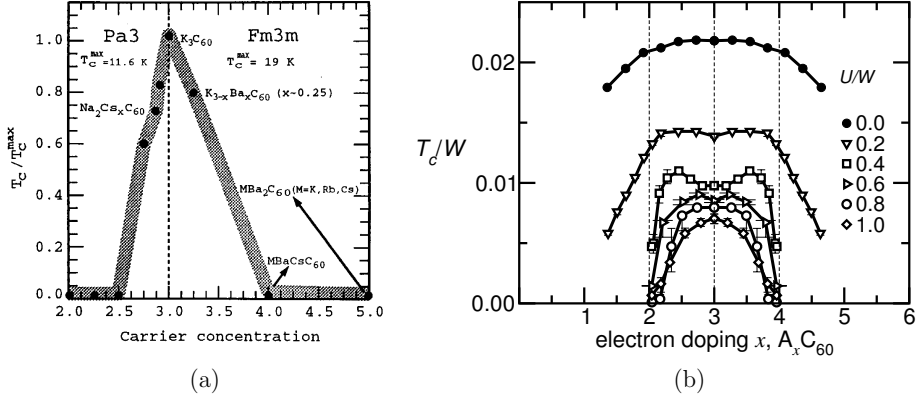 Pa3
Fm3m
T_C^max=11.6 K
T_C^max = 19 K
K₃C₆₀
K₃₋ₓBaₓC₆₀ (x~0.25)
Na₂CsₓC₆₀
MBa₂C₆₀(M=K,Rb,Cs)
MBaCsC₆₀
T_C/T_C^max
1.0
0.8
0.6
0.4
0.2
0.0
2.0 2.5 3.0 3.5 4.0 4.5 5.0
Carrier concentration
(a)
T_c/W
0.02
0.01
0.00
U/W
0.0
0.2
0.4
0.6
0.8
1.0
1 2 3 4 5 6
electron doping x, AₓC₆₀
(b)